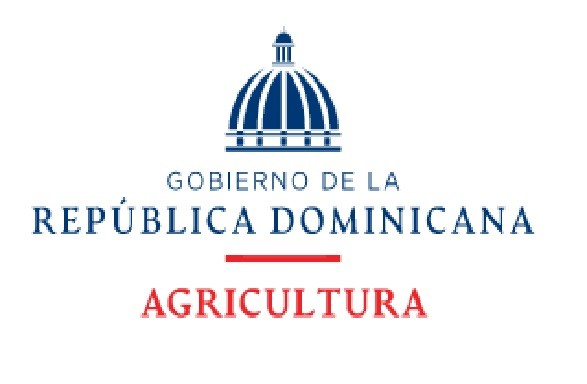 GOBIERNO DE LA
REPÚBLICA DOMINICANA
AGRICULTURA